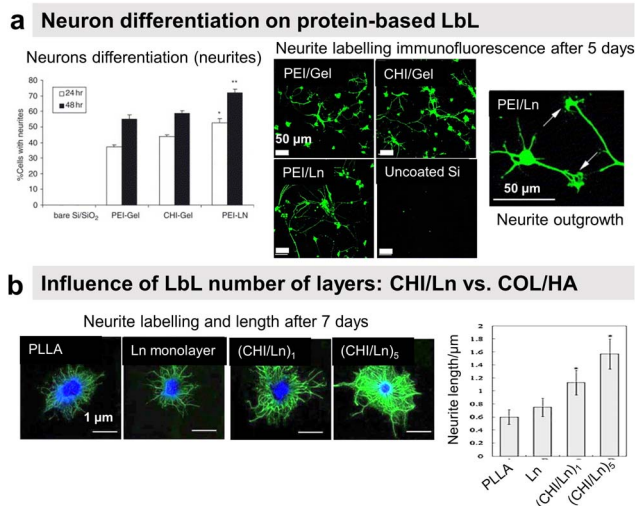 a Neuron differentiation on protein-based LbL
Neurons differentiation (neurites)
%Cells with neurites
80
70
60
50
40
30
20
10
0
24 hr
48 hr
*
**
bare Si/SiO₂ PEI-Gel CHI-Gel PEI-LN
Neurite labelling immunofluorescence after 5 days
PEI/Gel CHI/Gel
50 µm
PEI/Ln Uncoated Si
PEI/Ln
50 µm
Neurite outgrowth
b Influence of LbL number of layers: CHI/Ln vs. COL/HA
Neurite labelling and length after 7 days
PLLA Ln monolayer (CHI/Ln)₁ (CHI/Ln)₅
1 µm
Neurite length/µm
2
1.8
1.6
1.4
1.2
1
0.8
0.6
0.4
0.2
0
PLLA Ln (CHI/Ln)₁ (CHI/Ln)₅